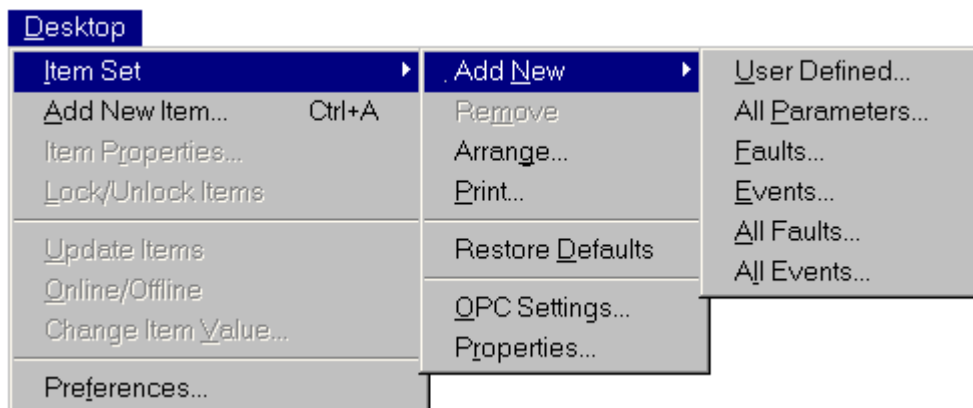 Desktop
Item Set
Add New Item... Ctrl+A
Item Properties...
Lock/Unlock Items
Update Items
Online/Offline
Change Item Value...
Preferences...
Add New
Remove
Arrange...
Print...
Restore Defaults
OPC Settings...
Properties...
User Defined...
All Parameters...
Faults...
Events...
All Faults...
All Events...